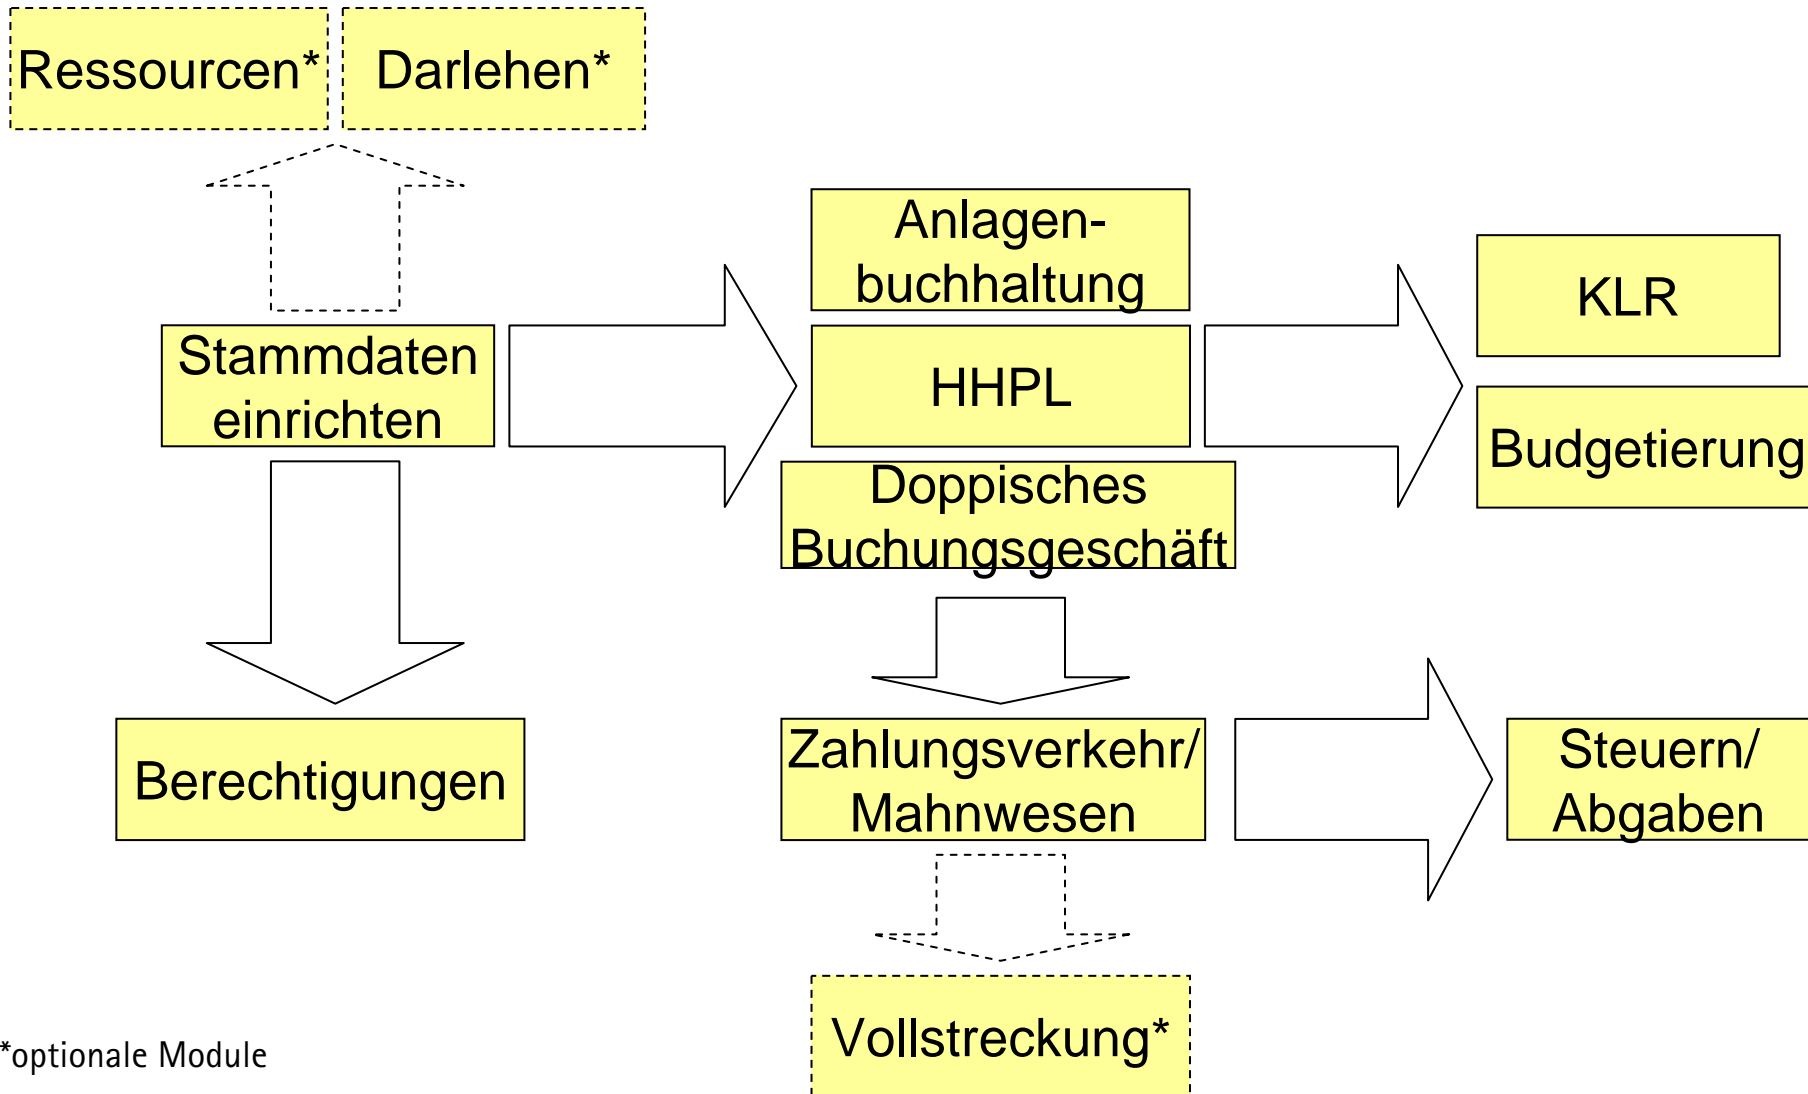 Ressourcen*
Darlehen*
Anlagen-
buchhaltung
KLR
Stammdaten
einrichten
HHPL
Budgetierung
Doppisches
Buchungsgeschäft
Berechtigungen
Zahlungsverkehr/
Mahnwesen
Steuern/
Abgaben
Vollstreckung*
*optionale Module